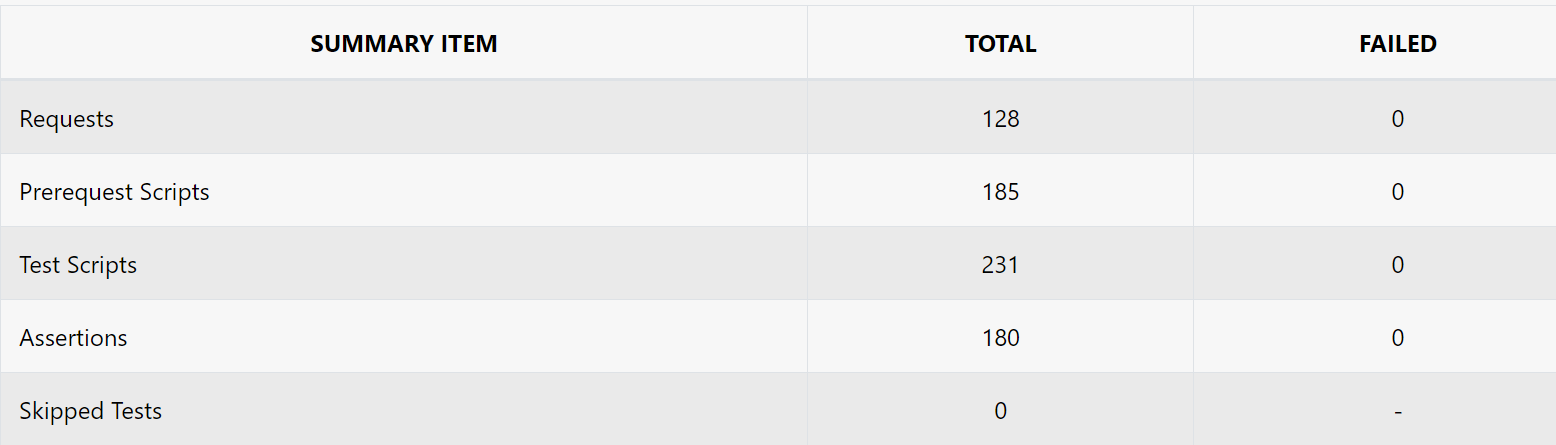 SUMMARY ITEM TOTAL FAILED
Requests 128 0
Prerequest Scripts 185 0
Test Scripts 231 0
Assertions 180 0
Skipped Tests 0 -